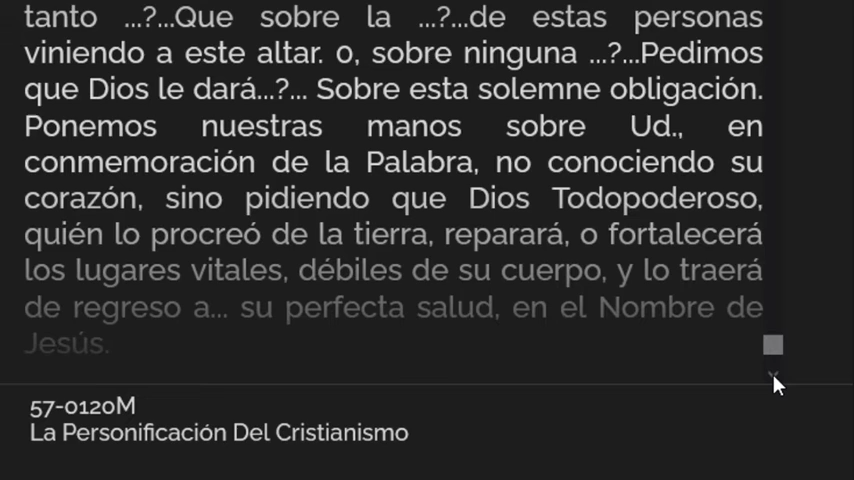 tanto ...?...Que sobre la ...?...de estas personas
viniendo a este altar. O, sobre ninguna ...?...Pedimos
que Dios le dará...?... Sobre esta solemne obligación.
Ponemos nuestras manos sobre Ud., en
conmemoración de la Palabra, no conociendo su
corazón, sino pidiendo que Dios Todopoderoso,
quién lo procreó de la tierra, reparará, o fortalecerá
los lugares vitales, débiles de su cuerpo, y lo traerá
de regreso a... su perfecta salud, en el Nombre de
Jesús.
57-0120M
La Personificación Del Cristianismo